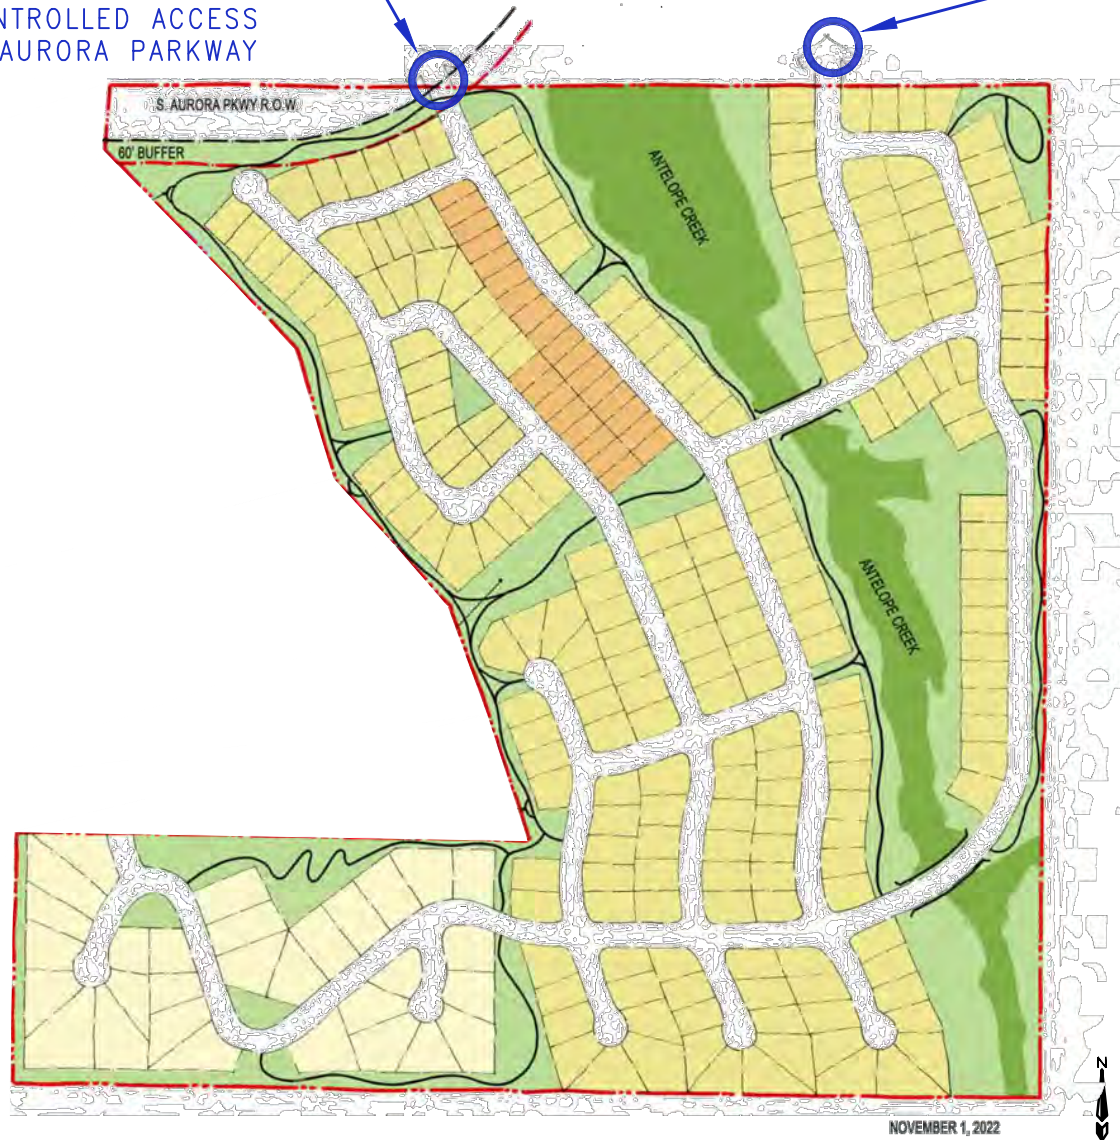 NTROLLED ACCESS
AURORA PARKWAY
S. AURORA PKWY R.O.W.
60' BUFFER
ANTELOPE CREEK
ANTELOPE CREEK
N
NOVEMBER 1, 2022